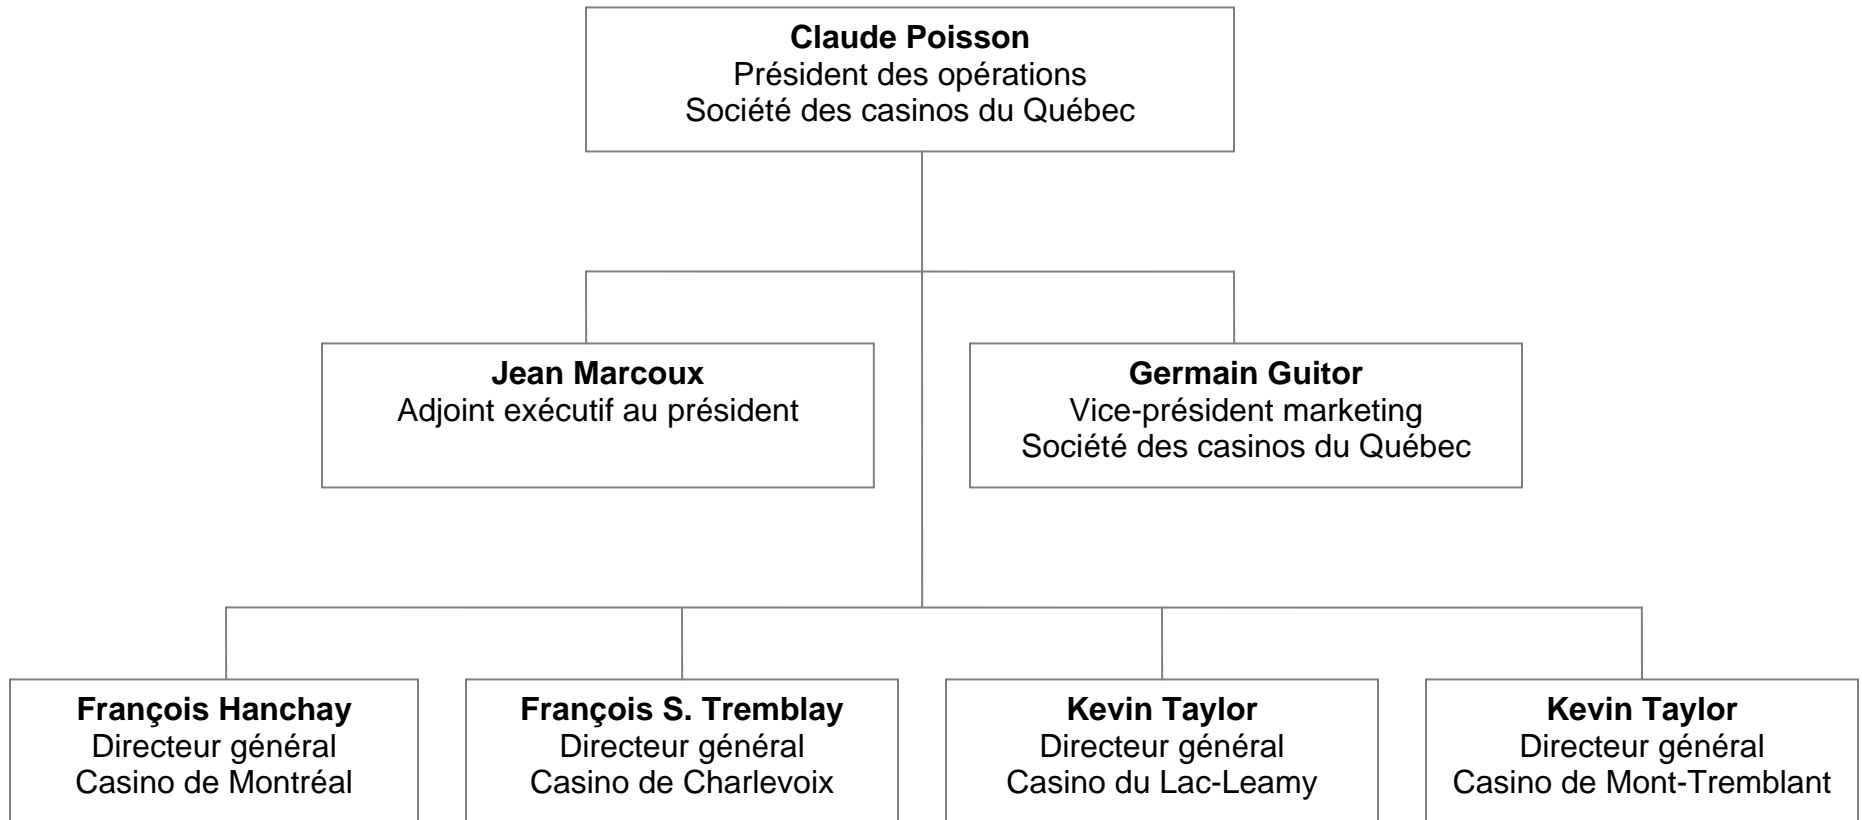 Claude Poisson
Président des opérations
Société des casinos du Québec
Jean Marcoux
Adjoint exécutif au président
Germain Guitor
Vice-président marketing
Société des casinos du Québec
François Hanchay
Directeur général
Casino de Montréal
François S. Tremblay
Directeur général
Casino de Charlevoix
Kevin Taylor
Directeur général
Casino du Lac-Leamy
Kevin Taylor
Directeur général
Casino de Mont-Tremblant